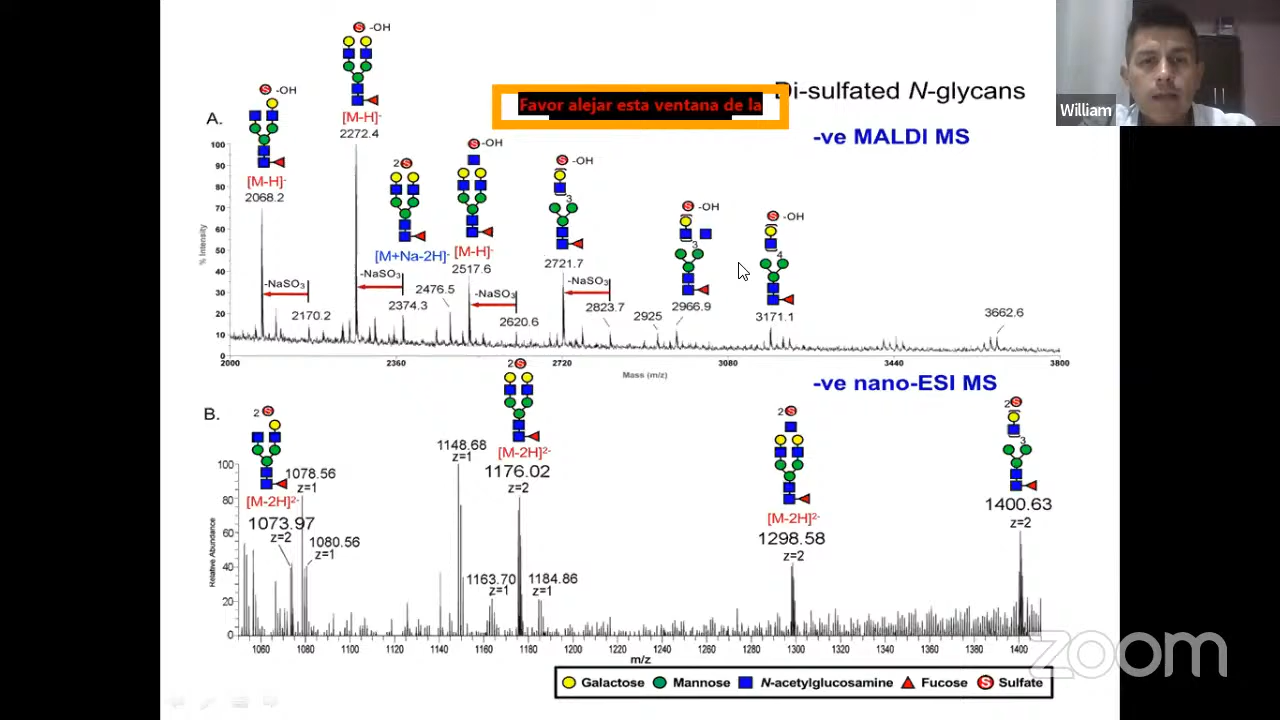 Favor alejar esta ventana de la
Di-sulfated N-glycans
William
A.
-ve MALDI MS
S -OH
S -OH
[M-H]-
2068.2
[M-H]-
2272.4
2 S
[M+Na-2H]-
S -OH
[M-H]-
2517.6
S -OH
3
2721.7
S -OH
3
2966.9
S -OH
4
3171.1
-NaSO3
2170.2
-NaSO3
2374.3
2476.5
-NaSO3
2620.6
-NaSO3
2823.7
2925
3662.6
% Intensity
100
90
80
70
60
50
40
30
20
10
0
2000 2360 2720 3080 3440 3800
Mass (m/z)
-ve nano-ESI MS
B.
2 S
[M-2H]2-
1073.97
z=2
1078.56
z=1
1080.56
z=1
1148.68
z=1
1163.70
z=1
2 S
[M-2H]2-
1176.02
z=2
1184.86
z=1
2 S
[M-2H]2-
1298.58
z=2
2 S
3
1400.63
z=2
Relative Abundance
100
80
60
40
20
0
1060 1080 1100 1120 1140 1160 1180 1200 1220 1240 1260 1280 1300 1320 1340 1360 1380 1400
m/z
Galactose Mannose N-acetylglucosamine Fucose S Sulfate
zoom